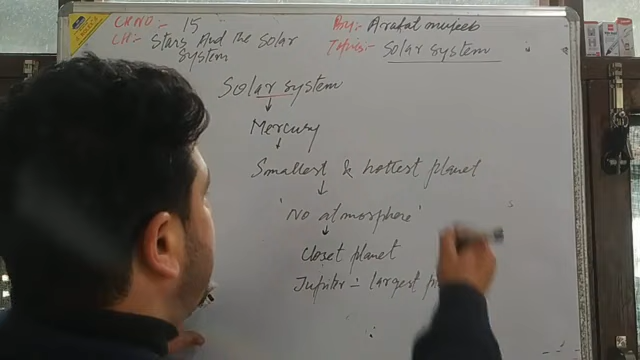 CH NO :- 15
By:- Arafat mujeeb
CH:- Stars And the Solar System
Topic:- Solar system
Solar system
↓
Mercury
↓
Smallest & hottest planet
↓
'No atmosphere'
↓
Closet planet
Jupiter :- largest